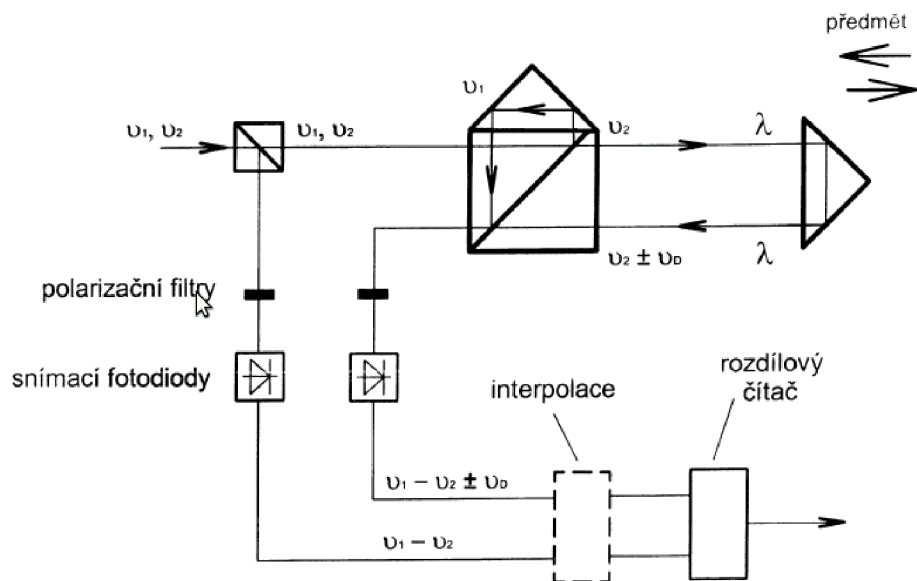 předmět
υ₁
υ₁, υ₂
υ₁, υ₂
υ₂
λ
υ₂ ± υD
λ
polarizační filtry
snímací fotodiody
interpolace
rozdílový
čítač
υ₁ – υ₂ ± υD
υ₁ – υ₂